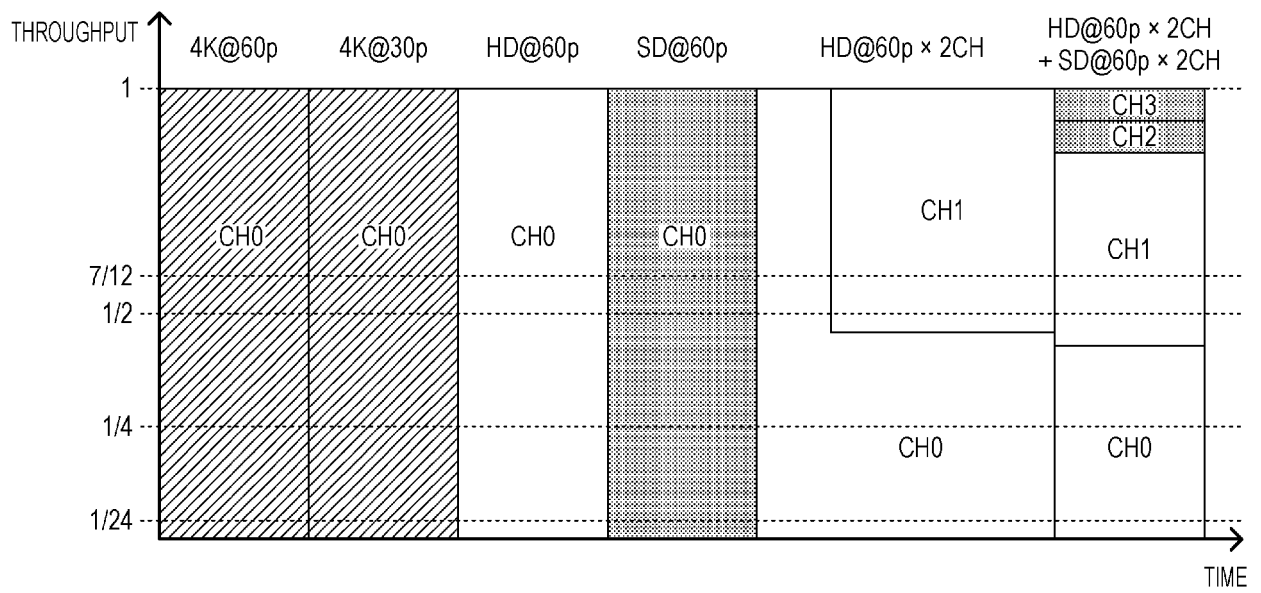 THROUGHPUT
4K@60p
4K@30p
HD@60p
SD@60p
HD@60p × 2CH
HD@60p × 2CH
+ SD@60p × 2CH
1
CH3
CH2
CH1
CH0
CH0
CH0
CH0
CH1
7/12
1/2
1/4
CH0
CH0
1/24
TIME